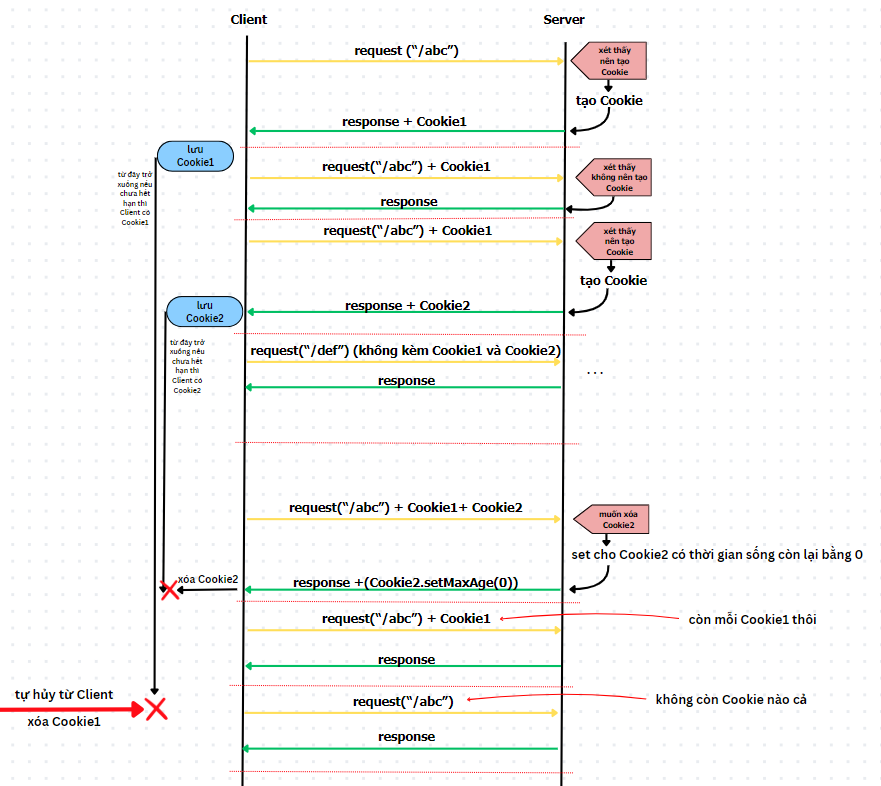 Client
Server
request (“/abc”)
xét thấy
nên tạo
Cookie
tạo Cookie
response + Cookie1
lưu
Cookie1
từ đây trở
xuống nếu
chưa hết
hạn thì
Client có
Cookie1
request(“/abc”) + Cookie1
xét thấy
không nên tạo
Cookie
response
request(“/abc”) + Cookie1
xét thấy
nên tạo
Cookie
tạo Cookie
response + Cookie2
lưu
Cookie2
từ đây trở
xuống nếu
chưa hết
hạn thì
Client có
Cookie2
request(“/def”) (không kèm Cookie1 và Cookie2)
...
response
request(“/abc”) + Cookie1+ Cookie2
muốn xóa
Cookie2
set cho Cookie2 có thời gian sống còn lại bằng 0
xóa Cookie2
response +(Cookie2.setMaxAge(0))
request(“/abc”) + Cookie1
còn mỗi Cookie1 thôi
response
tự hủy từ Client
xóa Cookie1
request(“/abc”)
không còn Cookie nào cả
response